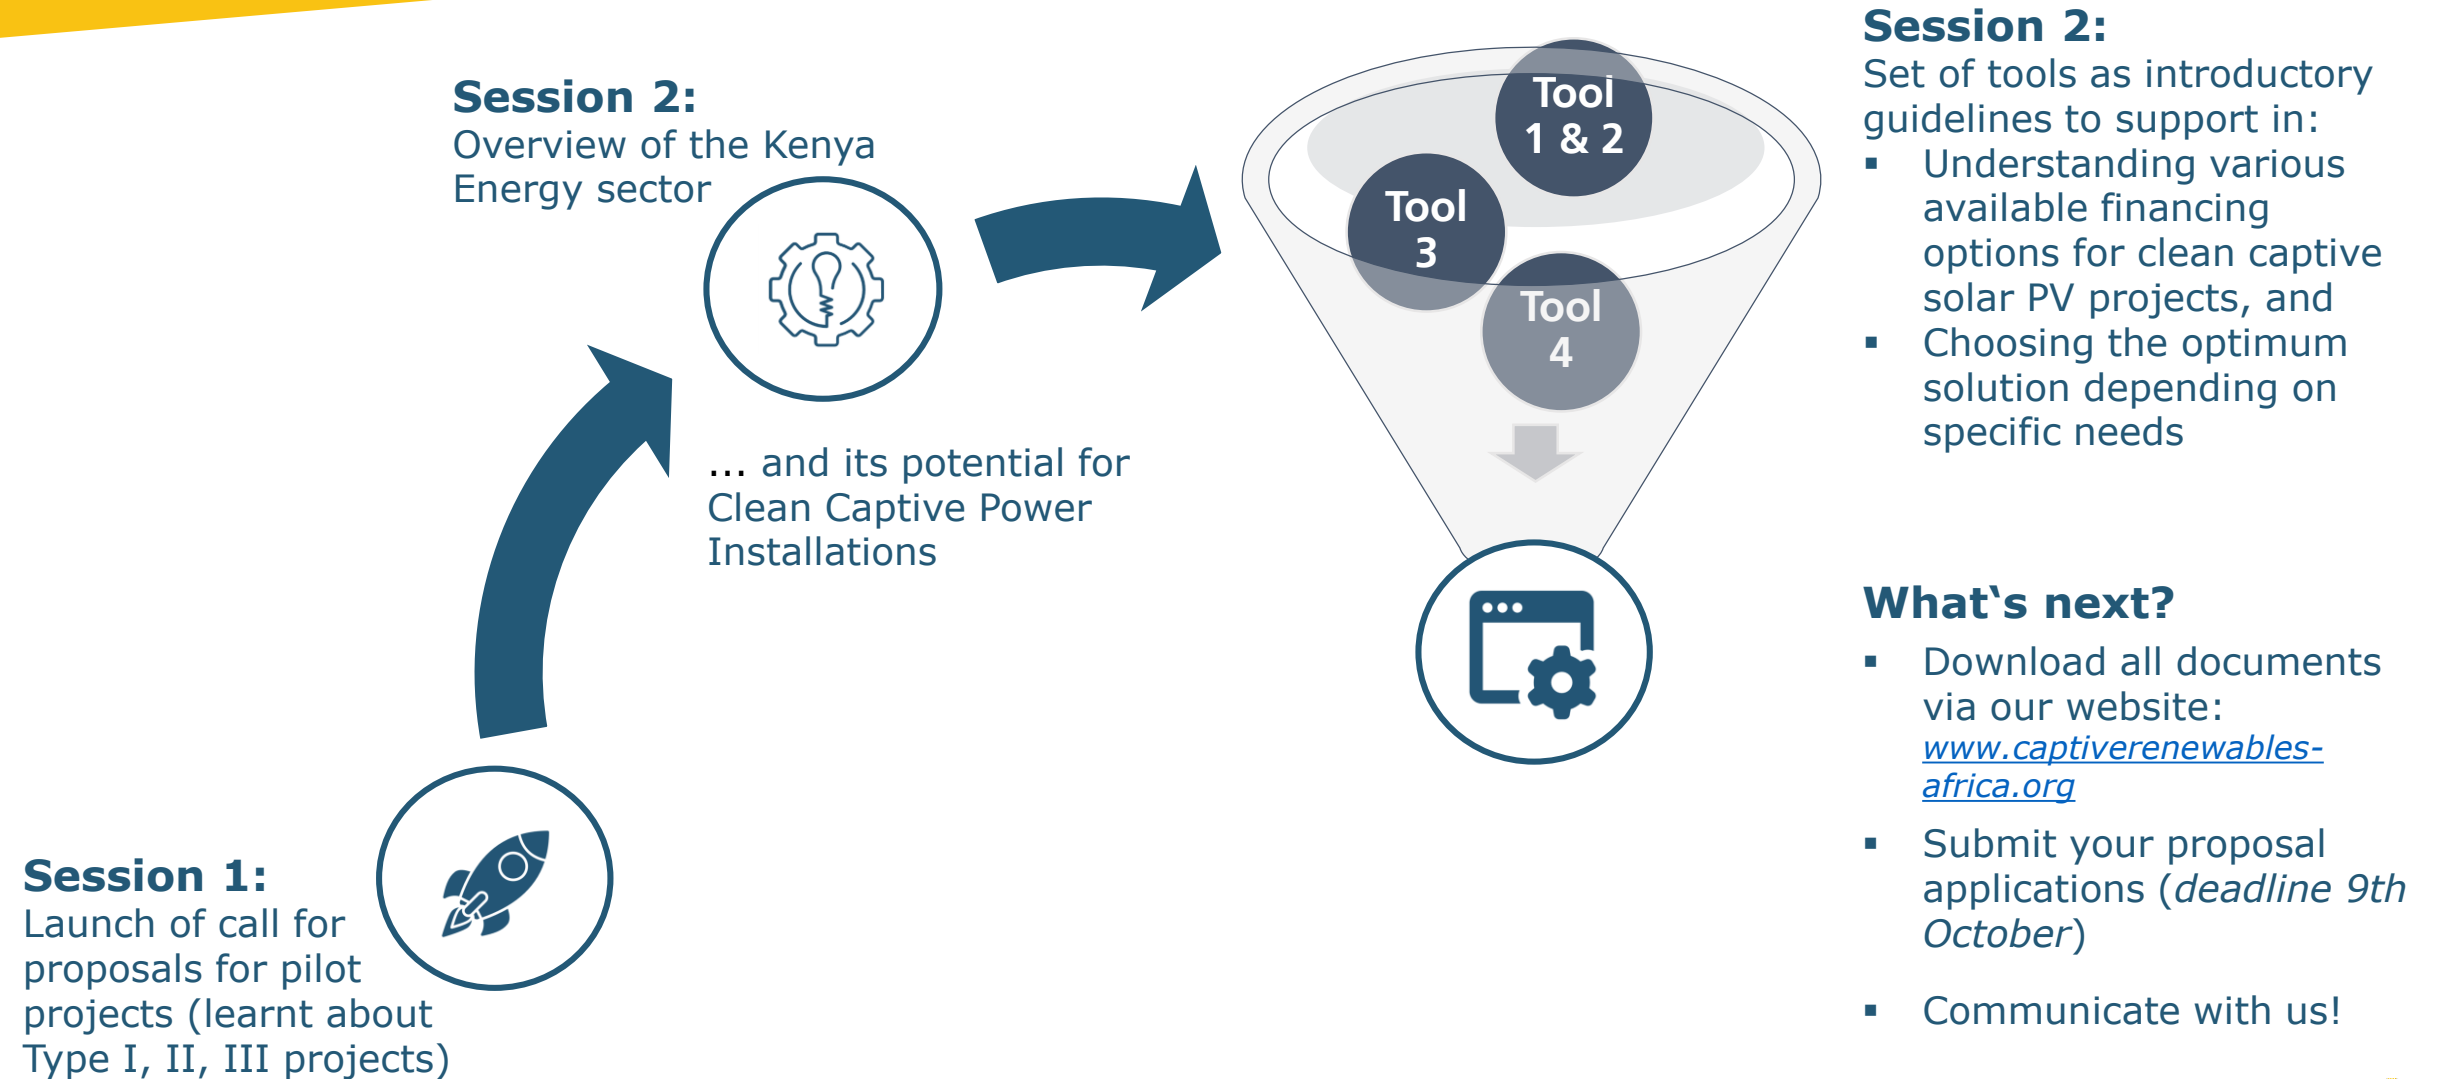 Session 1:
Launch of call for
proposals for pilot
projects (learnt about
Type I, II, III projects)
Session 2:
Overview of the Kenya
Energy sector
... and its potential for
Clean Captive Power
Installations
Tool
1 & 2
Tool
3
Tool
4
Session 2:
Set of tools as introductory
guidelines to support in:
▪ Understanding various
available financing
options for clean captive
solar PV projects, and
▪ Choosing the optimum
solution depending on
specific needs
What‘s next?
▪ Download all documents
via our website:
www.captiverenewables-
africa.org
▪ Submit your proposal
applications (deadline 9th
October)
▪ Communicate with us!